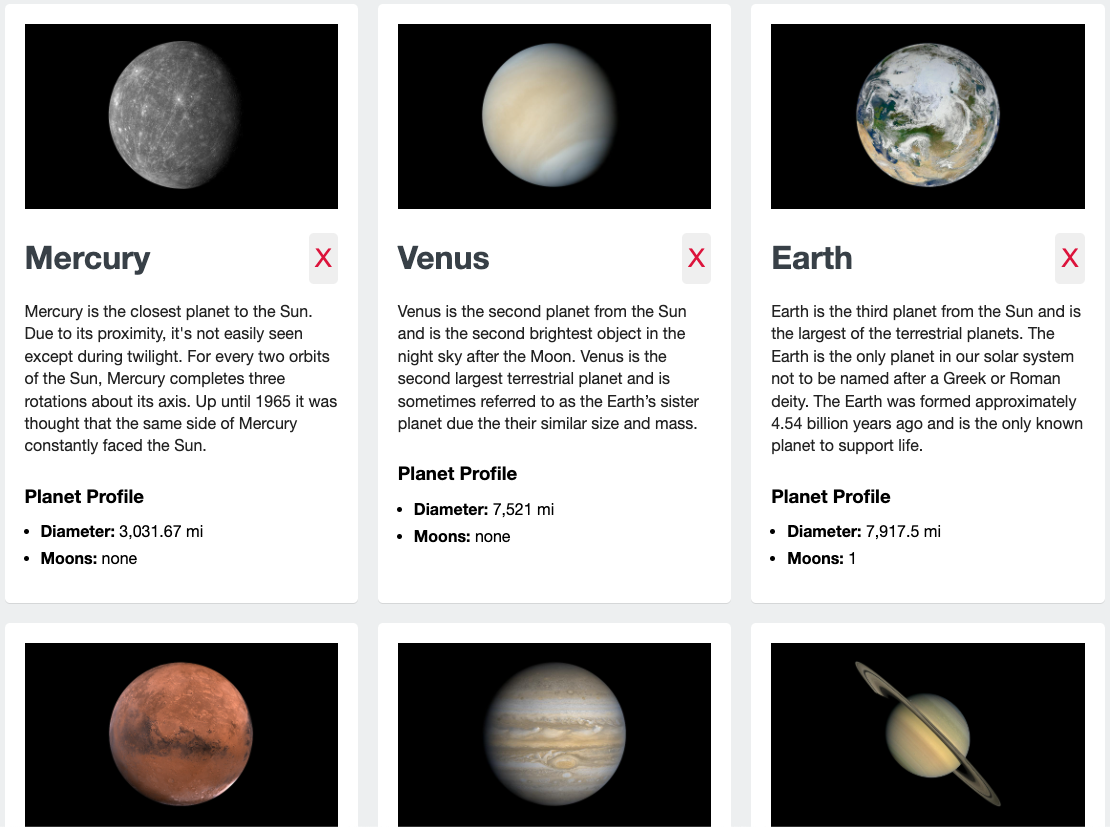 Mercury X
Mercury is the closest planet to the Sun.
Due to its proximity, it's not easily seen
except during twilight. For every two orbits
of the Sun, Mercury completes three
rotations about its axis. Up until 1965 it was
thought that the same side of Mercury
constantly faced the Sun.
Planet Profile
• Diameter: 3,031.67 mi
• Moons: none
Venus X
Venus is the second planet from the Sun
and is the second brightest object in the
night sky after the Moon. Venus is the
second largest terrestrial planet and is
sometimes referred to as the Earth’s sister
planet due the their similar size and mass.
Planet Profile
• Diameter: 7,521 mi
• Moons: none
Earth X
Earth is the third planet from the Sun and is
the largest of the terrestrial planets. The
Earth is the only planet in our solar system
not to be named after a Greek or Roman
deity. The Earth was formed approximately
4.54 billion years ago and is the only known
planet to support life.
Planet Profile
• Diameter: 7,917.5 mi
• Moons: 1